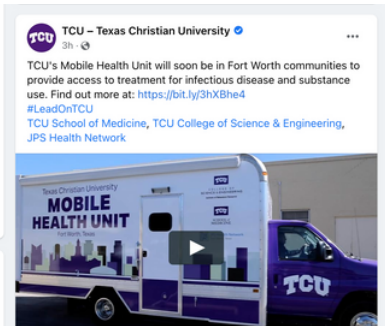 TCU
TCU – Texas Christian University
3h ·
TCU's Mobile Health Unit will soon be in Fort Worth communities to
provide access to treatment for infectious disease and substance
use. Find out more at: https://bit.ly/3hXBhe4
#LeadOnTCU
TCU School of Medicine, TCU College of Science & Engineering,
JPS Health Network
Texas Christian University
MOBILE
HEALTH UNIT
Fort Worth, Texas
TCU
TCU
TCU